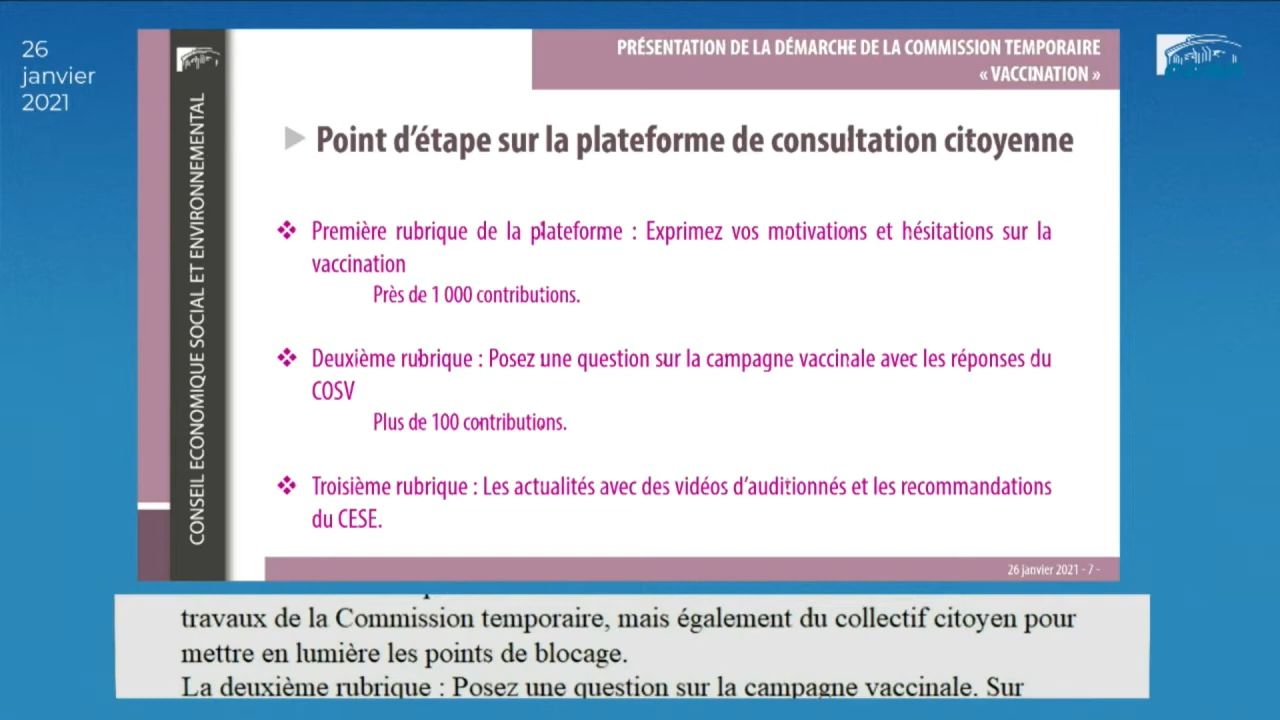 26
janvier
2021
PRÉSENTATION DE LA DÉMARCHE DE LA COMMISSION TEMPORAIRE
« VACCINATION »
CONSEIL ECONOMIQUE SOCIAL ET ENVIRONNEMENTAL
Point d'étape sur la plateforme de consultation citoyenne
❖ Première rubrique de la plateforme : Exprimez vos motivations et hésitations sur la
vaccination
Près de 1 000 contributions.
❖ Deuxième rubrique : Posez une question sur la campagne vaccinale avec les réponses du
COSV
Plus de 100 contributions.
❖ Troisième rubrique : Les actualités avec des vidéos d'auditionnés et les recommandations
du CESE.
26 janvier 2021 - 7 -
travaux de la Commission temporaire, mais également du collectif citoyen pour
mettre en lumière les points de blocage.
La deuxième rubrique : Posez une question sur la campagne vaccinale. Sur